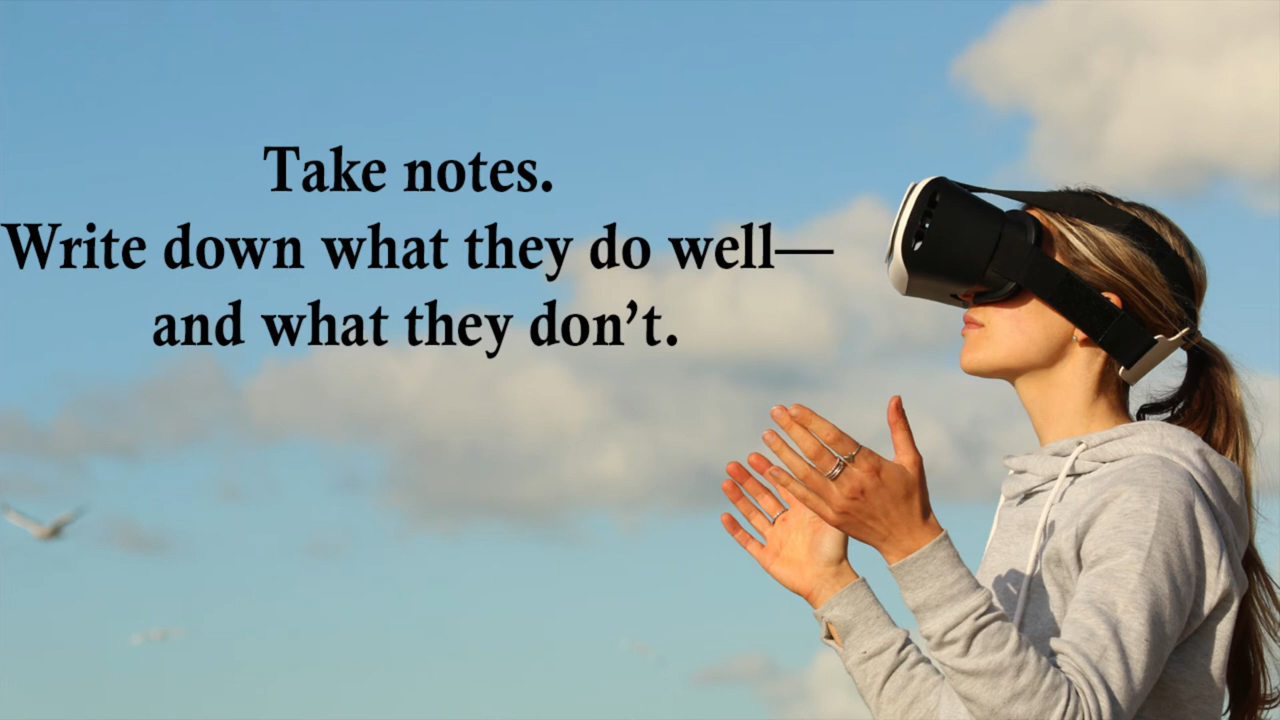 Take notes.
Write down what they do well—
and what they don’t.